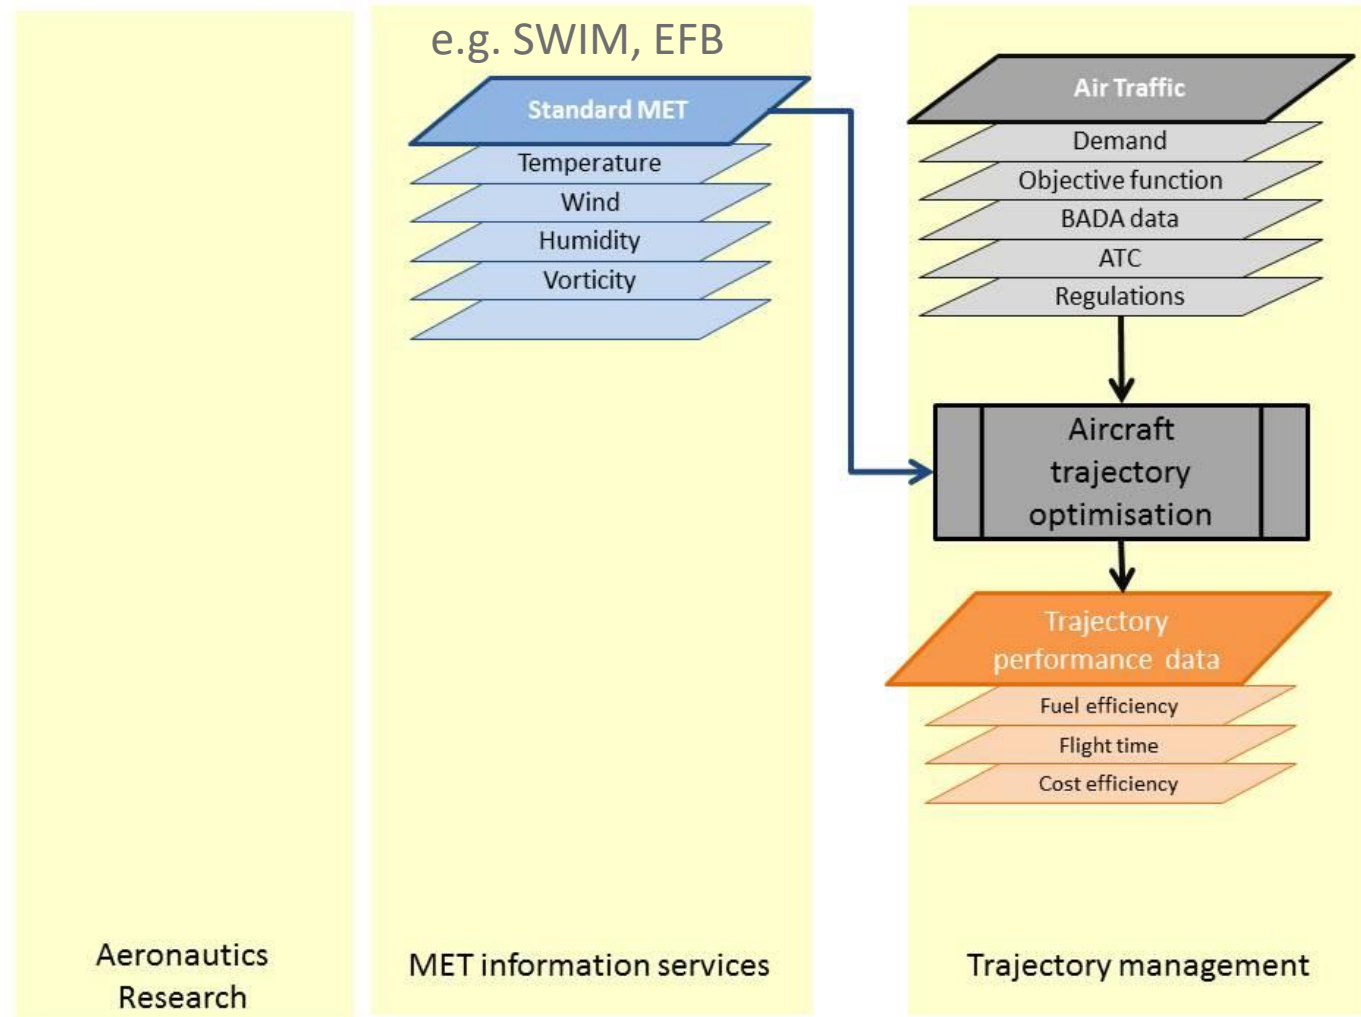 e.g. SWIM, EFB
Standard MET
Temperature
Wind
Humidity
Vorticity
Air Traffic
Demand
Objective function
BADA data
ATC
Regulations
Aircraft
trajectory
optimisation
Trajectory
performance data
Fuel efficiency
Flight time
Cost efficiency
Aeronautics
Research
MET information services
Trajectory management